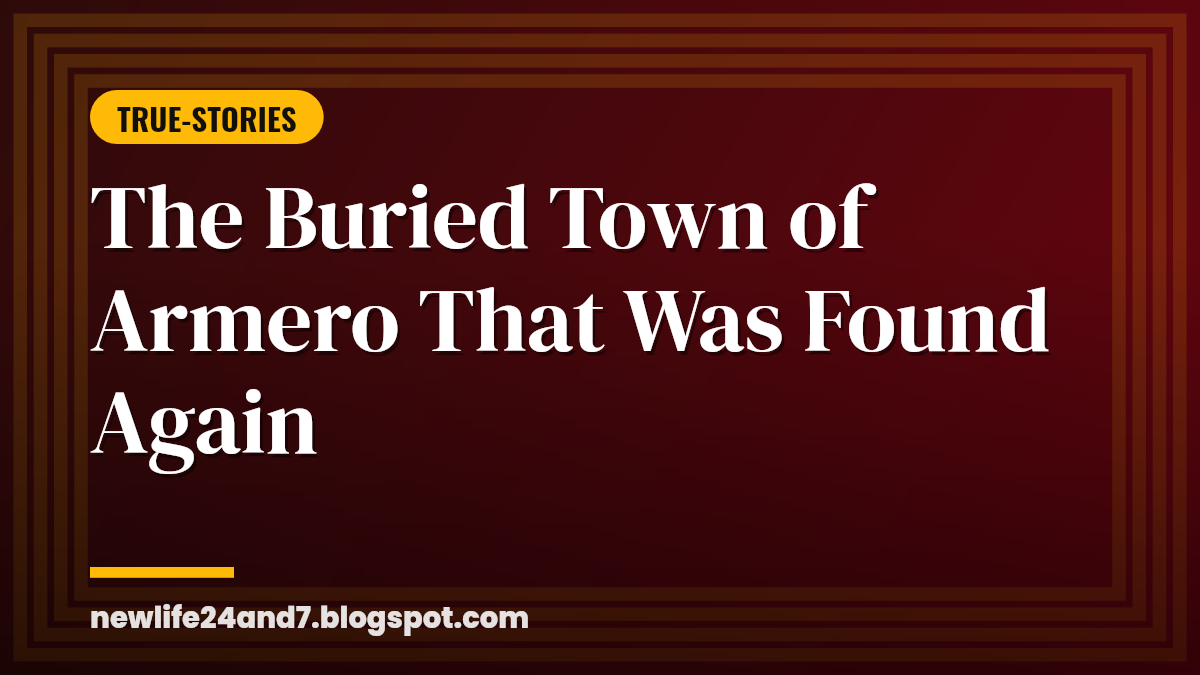 TRUE-STORIES
The Buried Town of
Armero That Was Found
Again
newlife24and7.blogspot.com